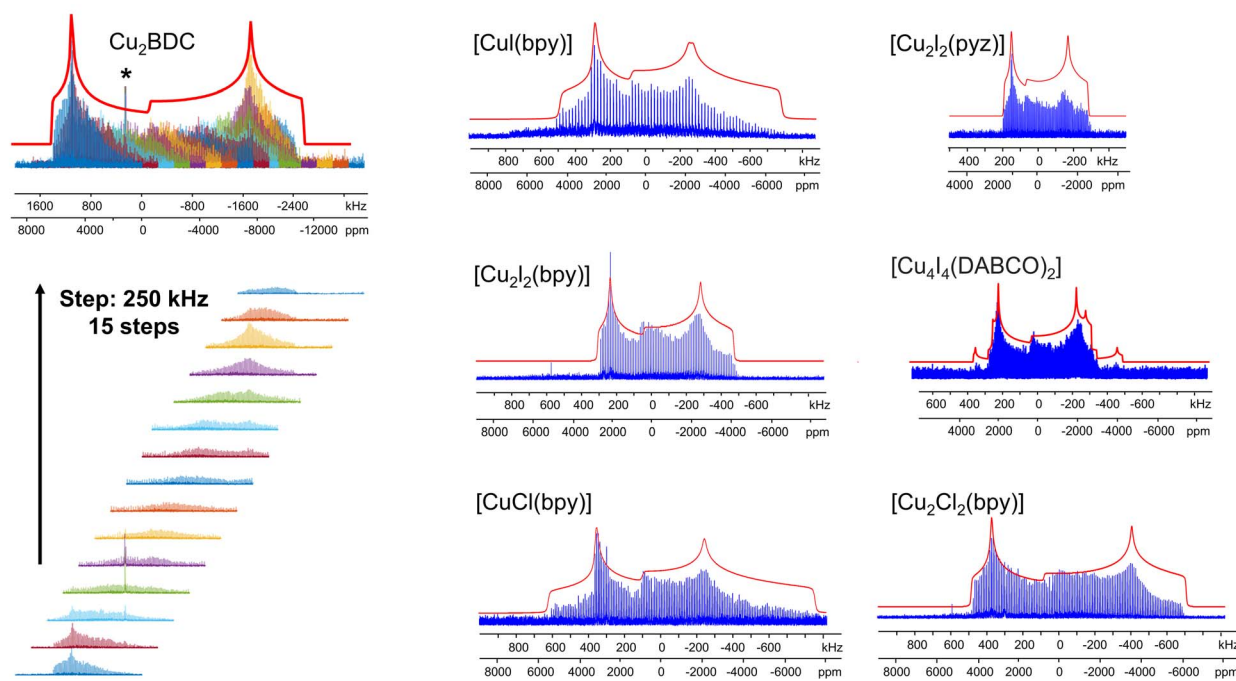 Cu₂BDC
*
1600 800 0 -800 -1600 -2400 kHz
8000 4000 0 -4000 -8000 -12000 ppm
[CuI(bpy)]
800 600 400 200 0 -200 -400 -600 kHz
9000 8000 6000 4000 2000 0 -2000 -4000 -6000 ppm
[Cu₂I₂(pyz)]
400 200 0 -200 kHz
4000 2000 0 -2000 ppm
Step: 250 kHz
15 steps
[Cu₂I₂(bpy)]
800 600 400 200 0 -200 -400 -600 kHz
9000 8000 6000 4000 2000 0 -2000 -4000 -6000 ppm
[Cu₄I₄(DABCO)₂]
600 400 200 0 -200 -400 -600 kHz
4000 2000 0 -2000 -4000 -6000 ppm
[CuCl(bpy)]
800 600 400 200 0 -200 -400 -600 kHz
9000 8000 6000 4000 2000 0 -2000 -4000 -6000 ppm
[Cu₂Cl₂(bpy)]
800 600 400 200 0 -200 -400 -600 kHz
9000 8000 6000 4000 2000 0 -2000 -4000 -6000 ppm